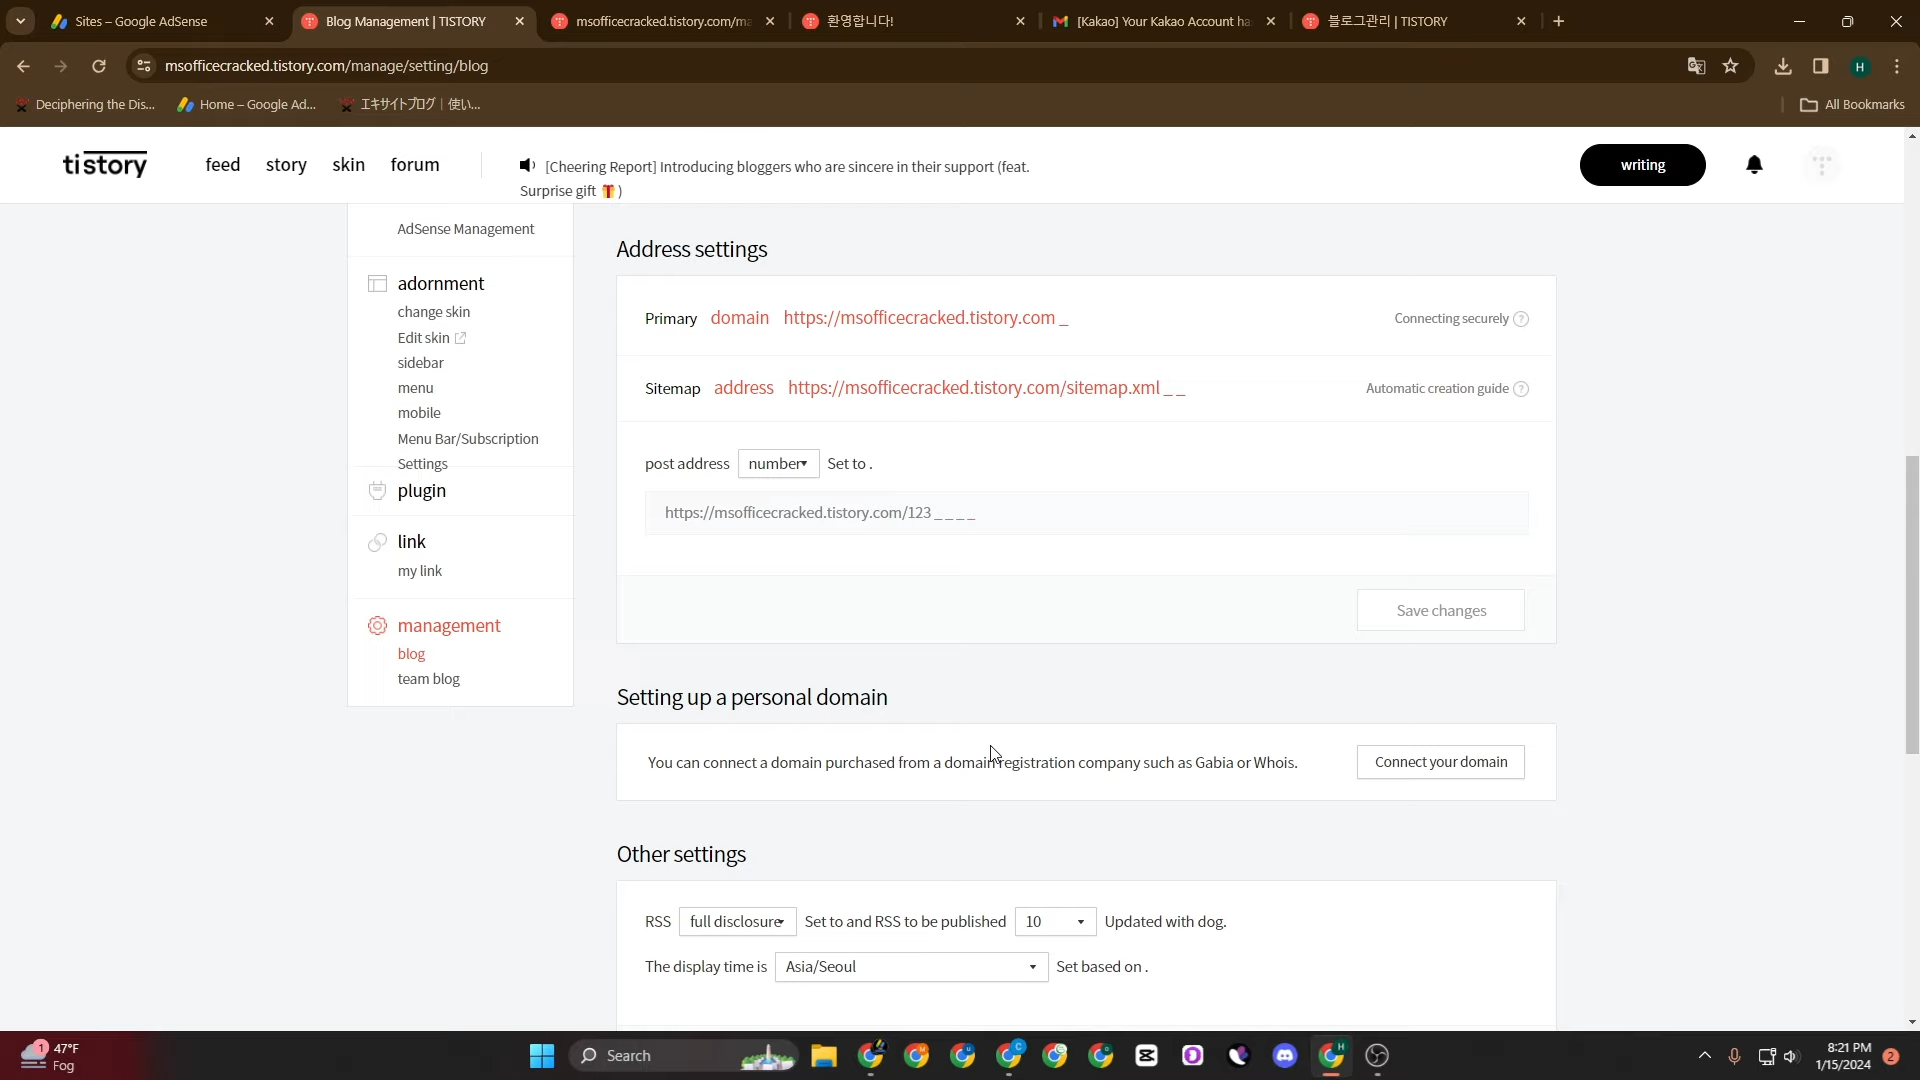 Sites – Google AdSense
Blog Management | TISTORY
msofficecracked.tistory.com/ma
환영합니다!
[Kakao] Your Kakao Account ha
블로그관리 | TISTORY
msofficecracked.tistory.com/manage/setting/blog
H
Deciphering the Dis...
Home – Google Ad...
エキサイトブログ | 使い...
All Bookmarks
tistory
feed
story
skin
forum
[Cheering Report] Introducing bloggers who are sincere in their support (feat.
Surprise gift 🎁 )
writing
AdSense Management
adornment
change skin
Edit skin
sidebar
menu
mobile
Menu Bar/Subscription
Settings
plugin
link
my link
management
blog
team blog
Address settings
Primary domain https://msofficecracked.tistory.com _
Connecting securely ?
Sitemap address https://msofficecracked.tistory.com/sitemap.xml _ _
Automatic creation guide ?
post address number Set to .
https://msofficecracked.tistory.com/123 _ _ _ _
Save changes
Setting up a personal domain
You can connect a domain purchased from a domain registration company such as Gabia or Whois.
Connect your domain
Other settings
RSS full disclosure Set to and RSS to be published 10 Updated with dog.
The display time is Asia/Seoul Set based on .
1
47°F
Fog
Search
H
8:21 PM
1/15/2024
2